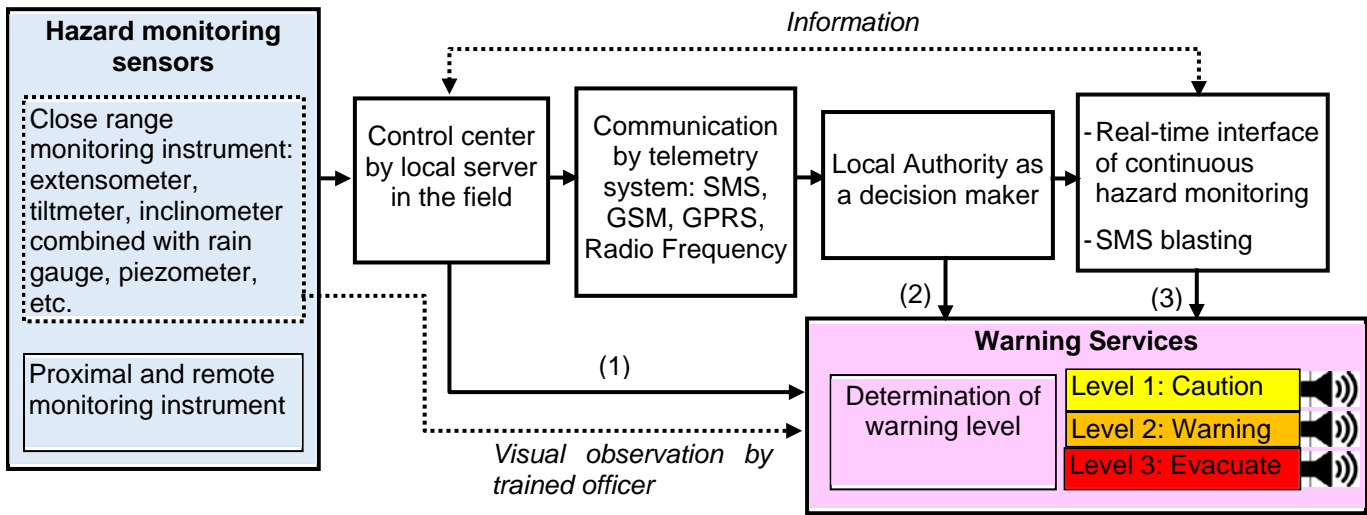 Information
Hazard monitoring
sensors
Close range
monitoring instrument:
extensometer,
tiltmeter, inclinometer
combined with rain
gauge, piezometer,
etc.
Proximal and remote
monitoring instrument
Control center
by local server
in the field
Communication
by telemetry
system: SMS,
GSM, GPRS,
Radio Frequency
Local Authority as
a decision maker
- Real-time interface
of continuous
hazard monitoring
- SMS blasting
(1)
(2)
(3)
Visual observation by
trained officer
Warning Services
Determination of
warning level
Level 1: Caution
Level 2: Warning
Level 3: Evacuate